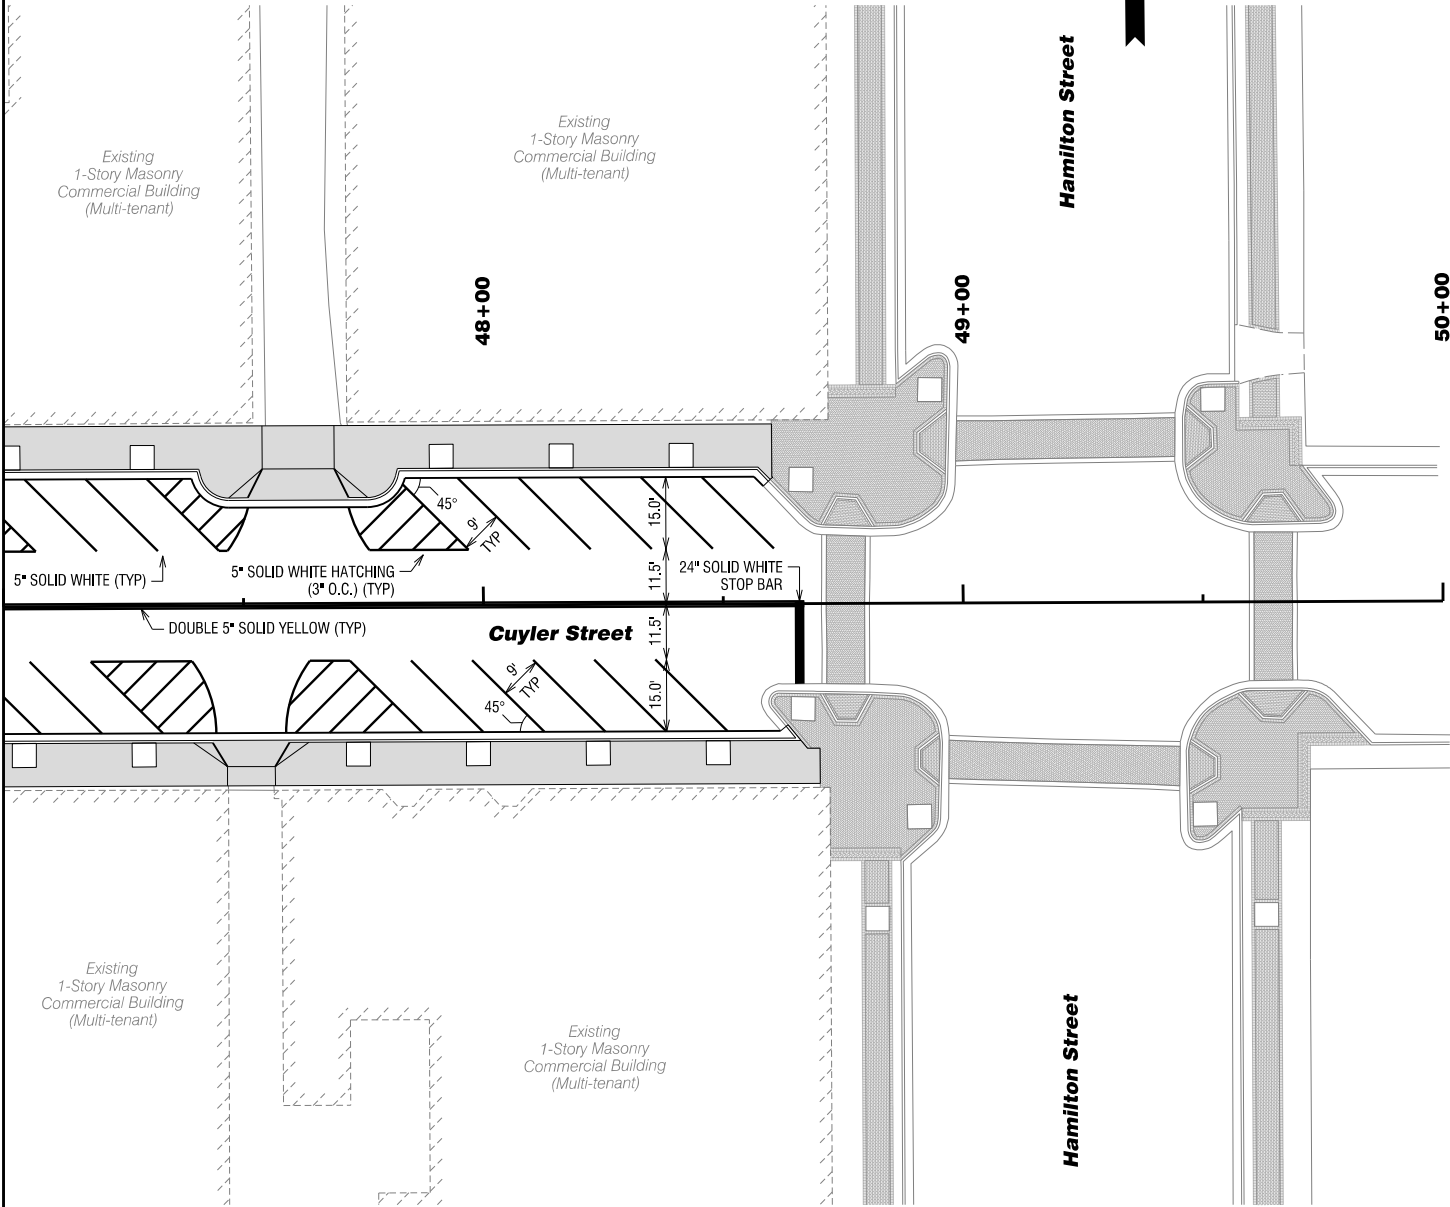 Hamilton Street
Existing
1-Story Masonry
Commercial Building
(Multi-tenant)
Existing
1-Story Masonry
Commercial Building
(Multi-tenant)
48+00
49+00
50+00
45°
9'
TYP
15.0'
11.5'
5" SOLID WHITE (TYP)
5" SOLID WHITE HATCHING
(3" O.C.) (TYP)
24" SOLID WHITE
STOP BAR
DOUBLE 5" SOLID YELLOW (TYP)
Cuyler Street
11.5'
15.0'
9'
TYP
45°
Existing
1-Story Masonry
Commercial Building
(Multi-tenant)
Existing
1-Story Masonry
Commercial Building
(Multi-tenant)
Hamilton Street